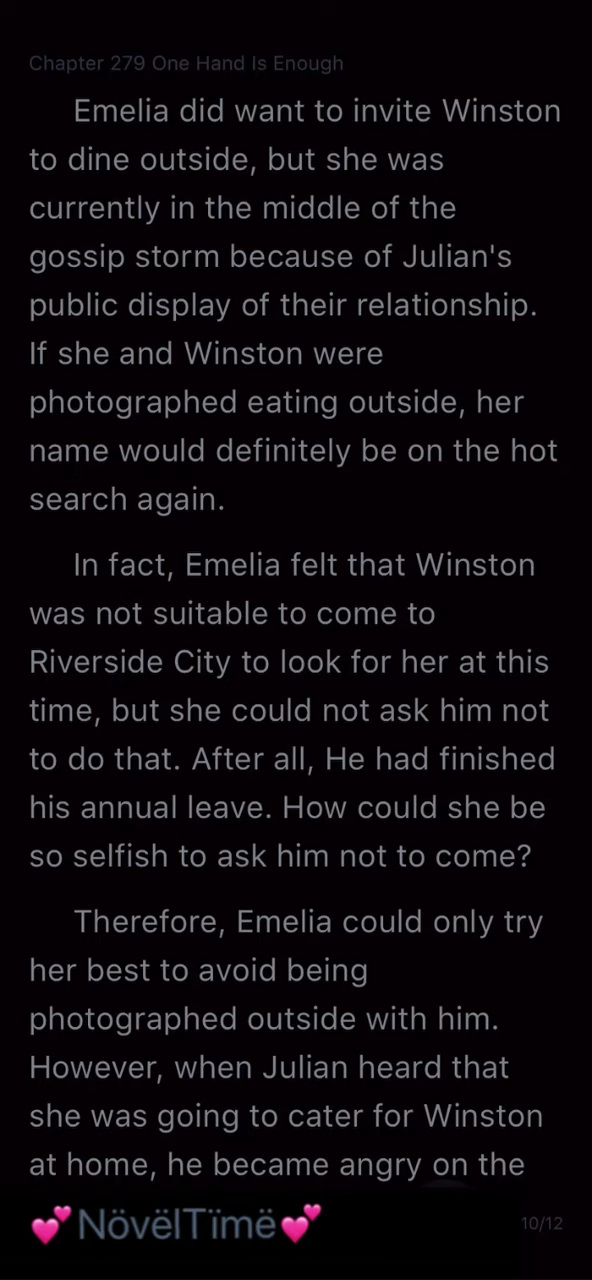 Chapter 279 One Hand Is Enough
Emelia did want to invite Winston
to dine outside, but she was
currently in the middle of the
gossip storm because of Julian's
public display of their relationship.
If she and Winston were
photographed eating outside, her
name would definitely be on the hot
search again.
In fact, Emelia felt that Winston
was not suitable to come to
Riverside City to look for her at this
time, but she could not ask him not
to do that. After all, He had finished
his annual leave. How could she be
so selfish to ask him not to come?
Therefore, Emelia could only try
her best to avoid being
photographed outside with him.
However, when Julian heard that
she was going to cater for Winston
at home, he became angry on the
💕NövëlTïmë💕
10/12